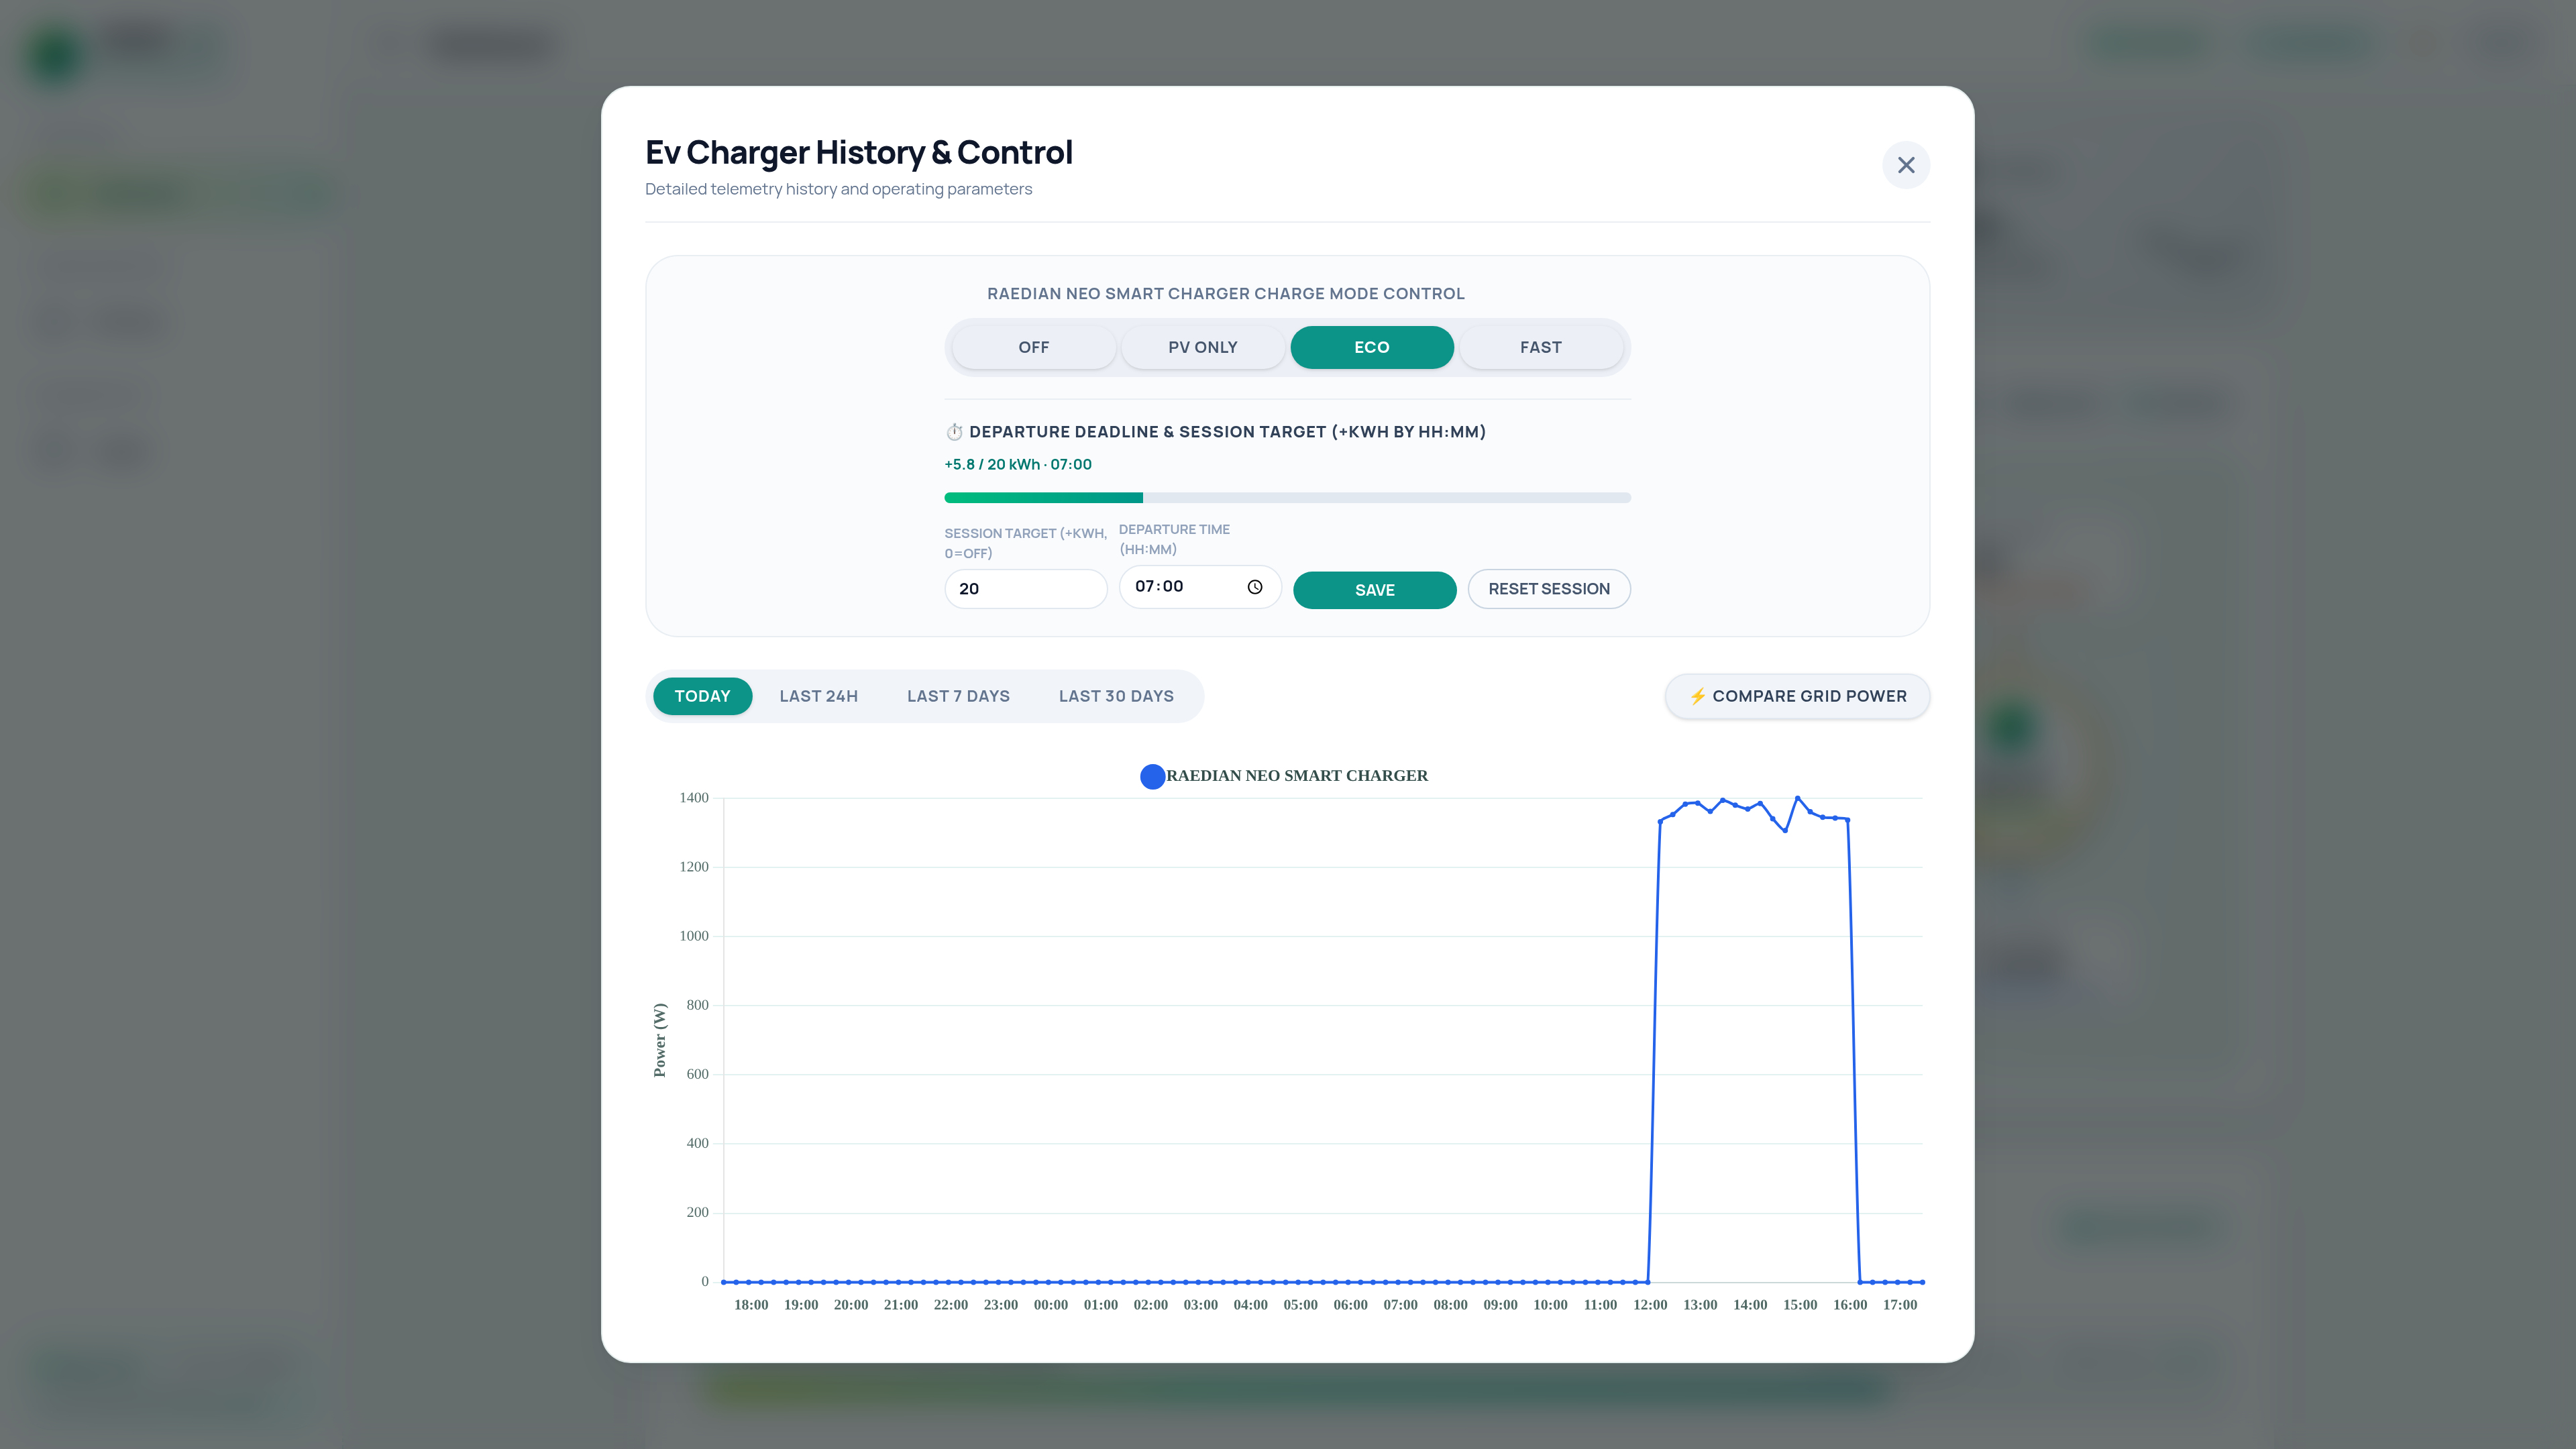 Ev Charger History & Control
Detailed telemetry history and operating parameters
RAEDIAN NEO SMART CHARGER CHARGE MODE CONTROL
OFF
PV ONLY
ECO
FAST
⏱️ DEPARTURE DEADLINE & SESSION TARGET (+KWH BY HH:MM)
+5.8 / 20 kWh · 07:00
SESSION TARGET (+KWH,
0=OFF)
DEPARTURE TIME
(HH:MM)
20
07:00
SAVE
RESET SESSION
TODAY
LAST 24H
LAST 7 DAYS
LAST 30 DAYS
⚡ COMPARE GRID POWER
RAEDIAN NEO SMART CHARGER
Power (W)
1400
1200
1000
800
600
400
200
0
18:00 19:00 20:00 21:00 22:00 23:00 00:00 01:00 02:00 03:00 04:00 05:00 06:00 07:00 08:00 09:00 10:00 11:00 12:00 13:00 14:00 15:00 16:00 17:00